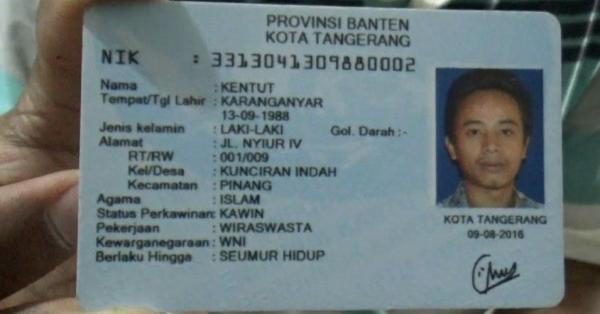 PROVINSI BANTEN
KOTA TANGERANG
NIK : 3313041309880002
Nama : KENTUT
Tempat/Tgl Lahir : KARANGANYAR
13-09-1988
Jenis kelamin : LAKI-LAKI Gol. Darah :-
Alamat : JL. NYIUR IV
RT/RW : 001/009
Kel/Desa : KUNCIRAN INDAH
Kecamatan : PINANG
Agama : ISLAM
Status Perkawinan: KAWIN
Pekerjaan : WIRASWASTA
Kewarganegaraan : WNI
Berlaku Hingga : SEUMUR HIDUP
KOTA TANGERANG
09-08-2016